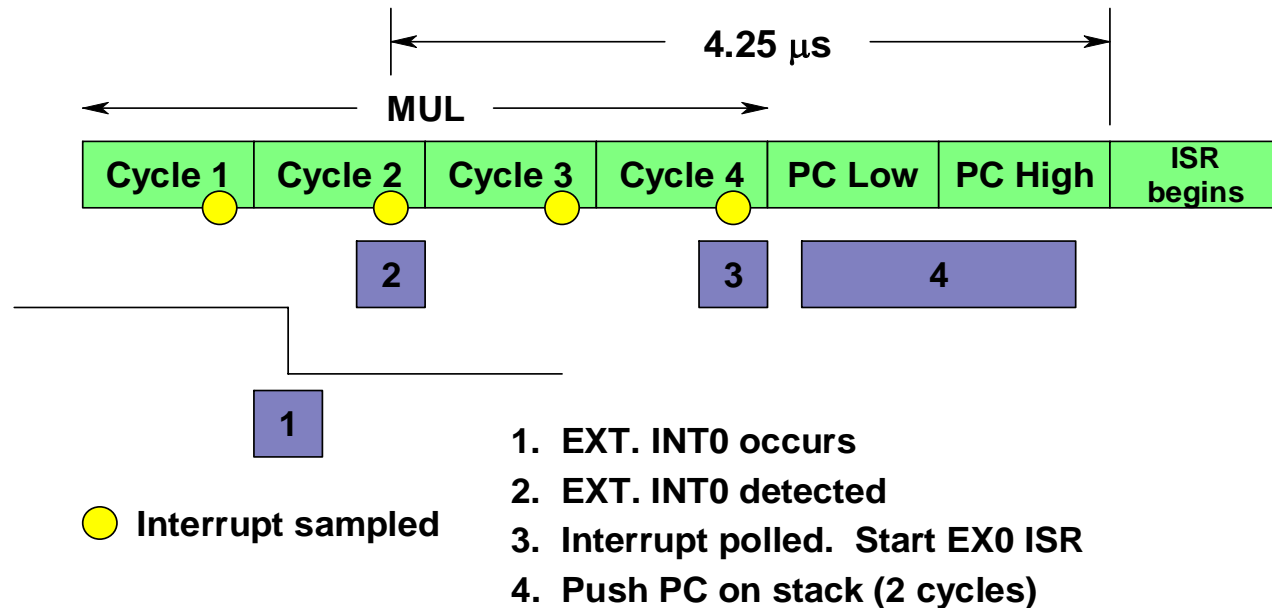 4.25 μs
MUL
Cycle 1 Cycle 2 Cycle 3 Cycle 4 PC Low PC High ISR
begins
2 3 4
1
1. EXT. INT0 occurs
2. EXT. INT0 detected
Interrupt sampled
3. Interrupt polled. Start EX0 ISR
4. Push PC on stack (2 cycles)